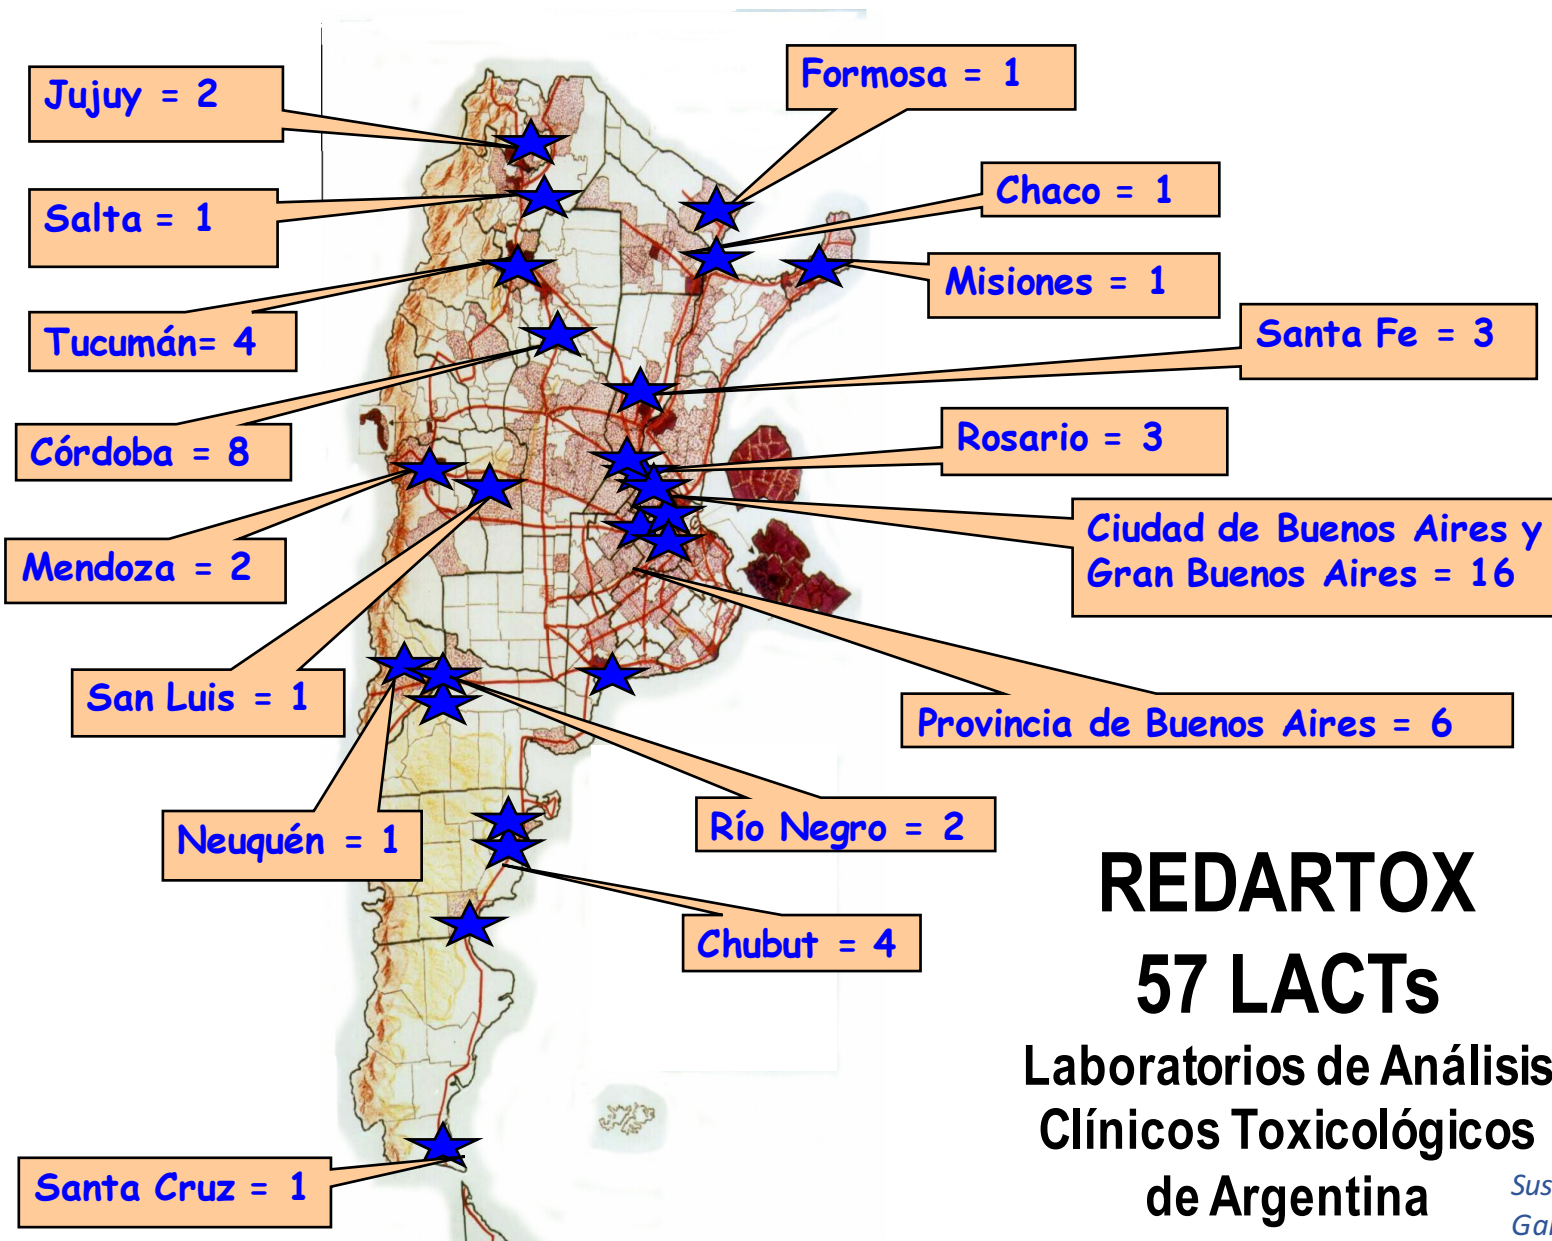 Jujuy = 2
Formosa = 1
Salta = 1
Chaco = 1
Tucumán= 4
Misiones = 1
Santa Fe = 3
Córdoba = 8
Rosario = 3
Mendoza = 2
Ciudad de Buenos Aires y
Gran Buenos Aires = 16
San Luis = 1
Provincia de Buenos Aires = 6
Neuquén = 1
Río Negro = 2
Chubut = 4
Santa Cruz = 1
REDARTOX
57 LACTs
Laboratorios de Análisis
Clínicos Toxicológicos
de Argentina
Sus